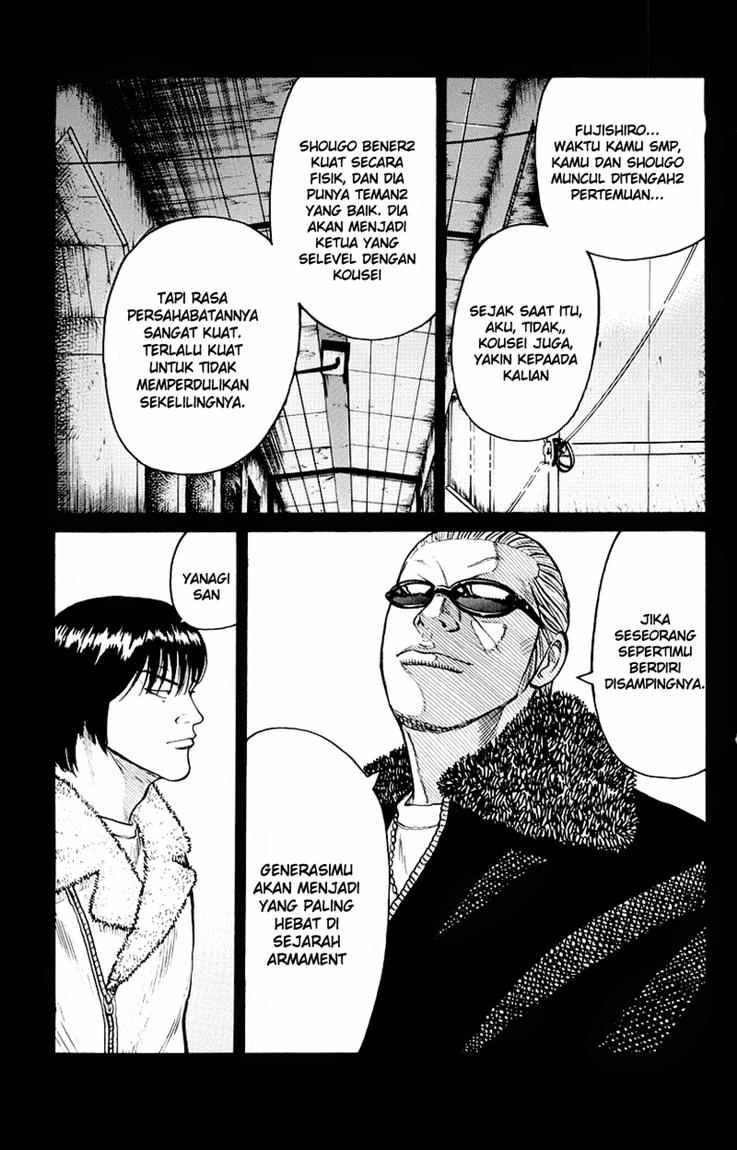 FUJISHIRO...
WAKTU KAMU SMP,
KAMU DAN SHOUGO
MUNCUL DITENGAH2
PERTEMUAN...
SEJAK SAAT ITU,
AKU, TIDAK,,
KOUSEI JUGA,
YAKIN KEPAADA
KALIAN
SHOUGO BENER2
KUAT SECARA
FISIK, DAN DIA
PUNYA TEMAN2
YANG BAIK. DIA
AKAN MENJADI
KETUA YANG
SELEVEL DENGAN
KOUSEI
TAPI RASA
PERSAHABATANNYA
SANGAT KUAT.
TERLALU KUAT
UNTUK TIDAK
MEMPERDULIKAN
SEKELILINGNYA.
JIKA
SESEORANG
SEPERTIMU
BERDIRI
DISAMPINGNYA.
GENERASIMU
AKAN MENJADI
YANG PALING
HEBAT DI
SEJARAH
ARMAMENT
YANAGI
SAN